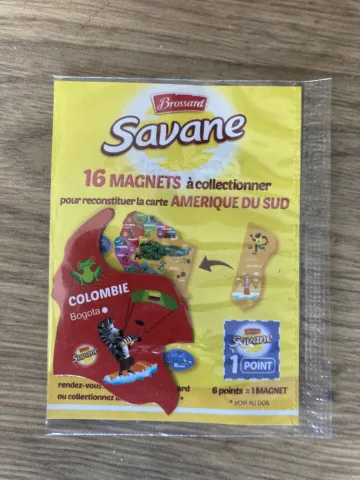 Brossard
Savane
16 MAGNETS à collectionner
pour reconstituer la carte AMERIQUE DU SUD
COLOMBIE
Bogota
Savane
Savane
1 POINT
rendez-vous
ou collectionnez
6 points = 1 MAGNET
* VOIR AU DOS